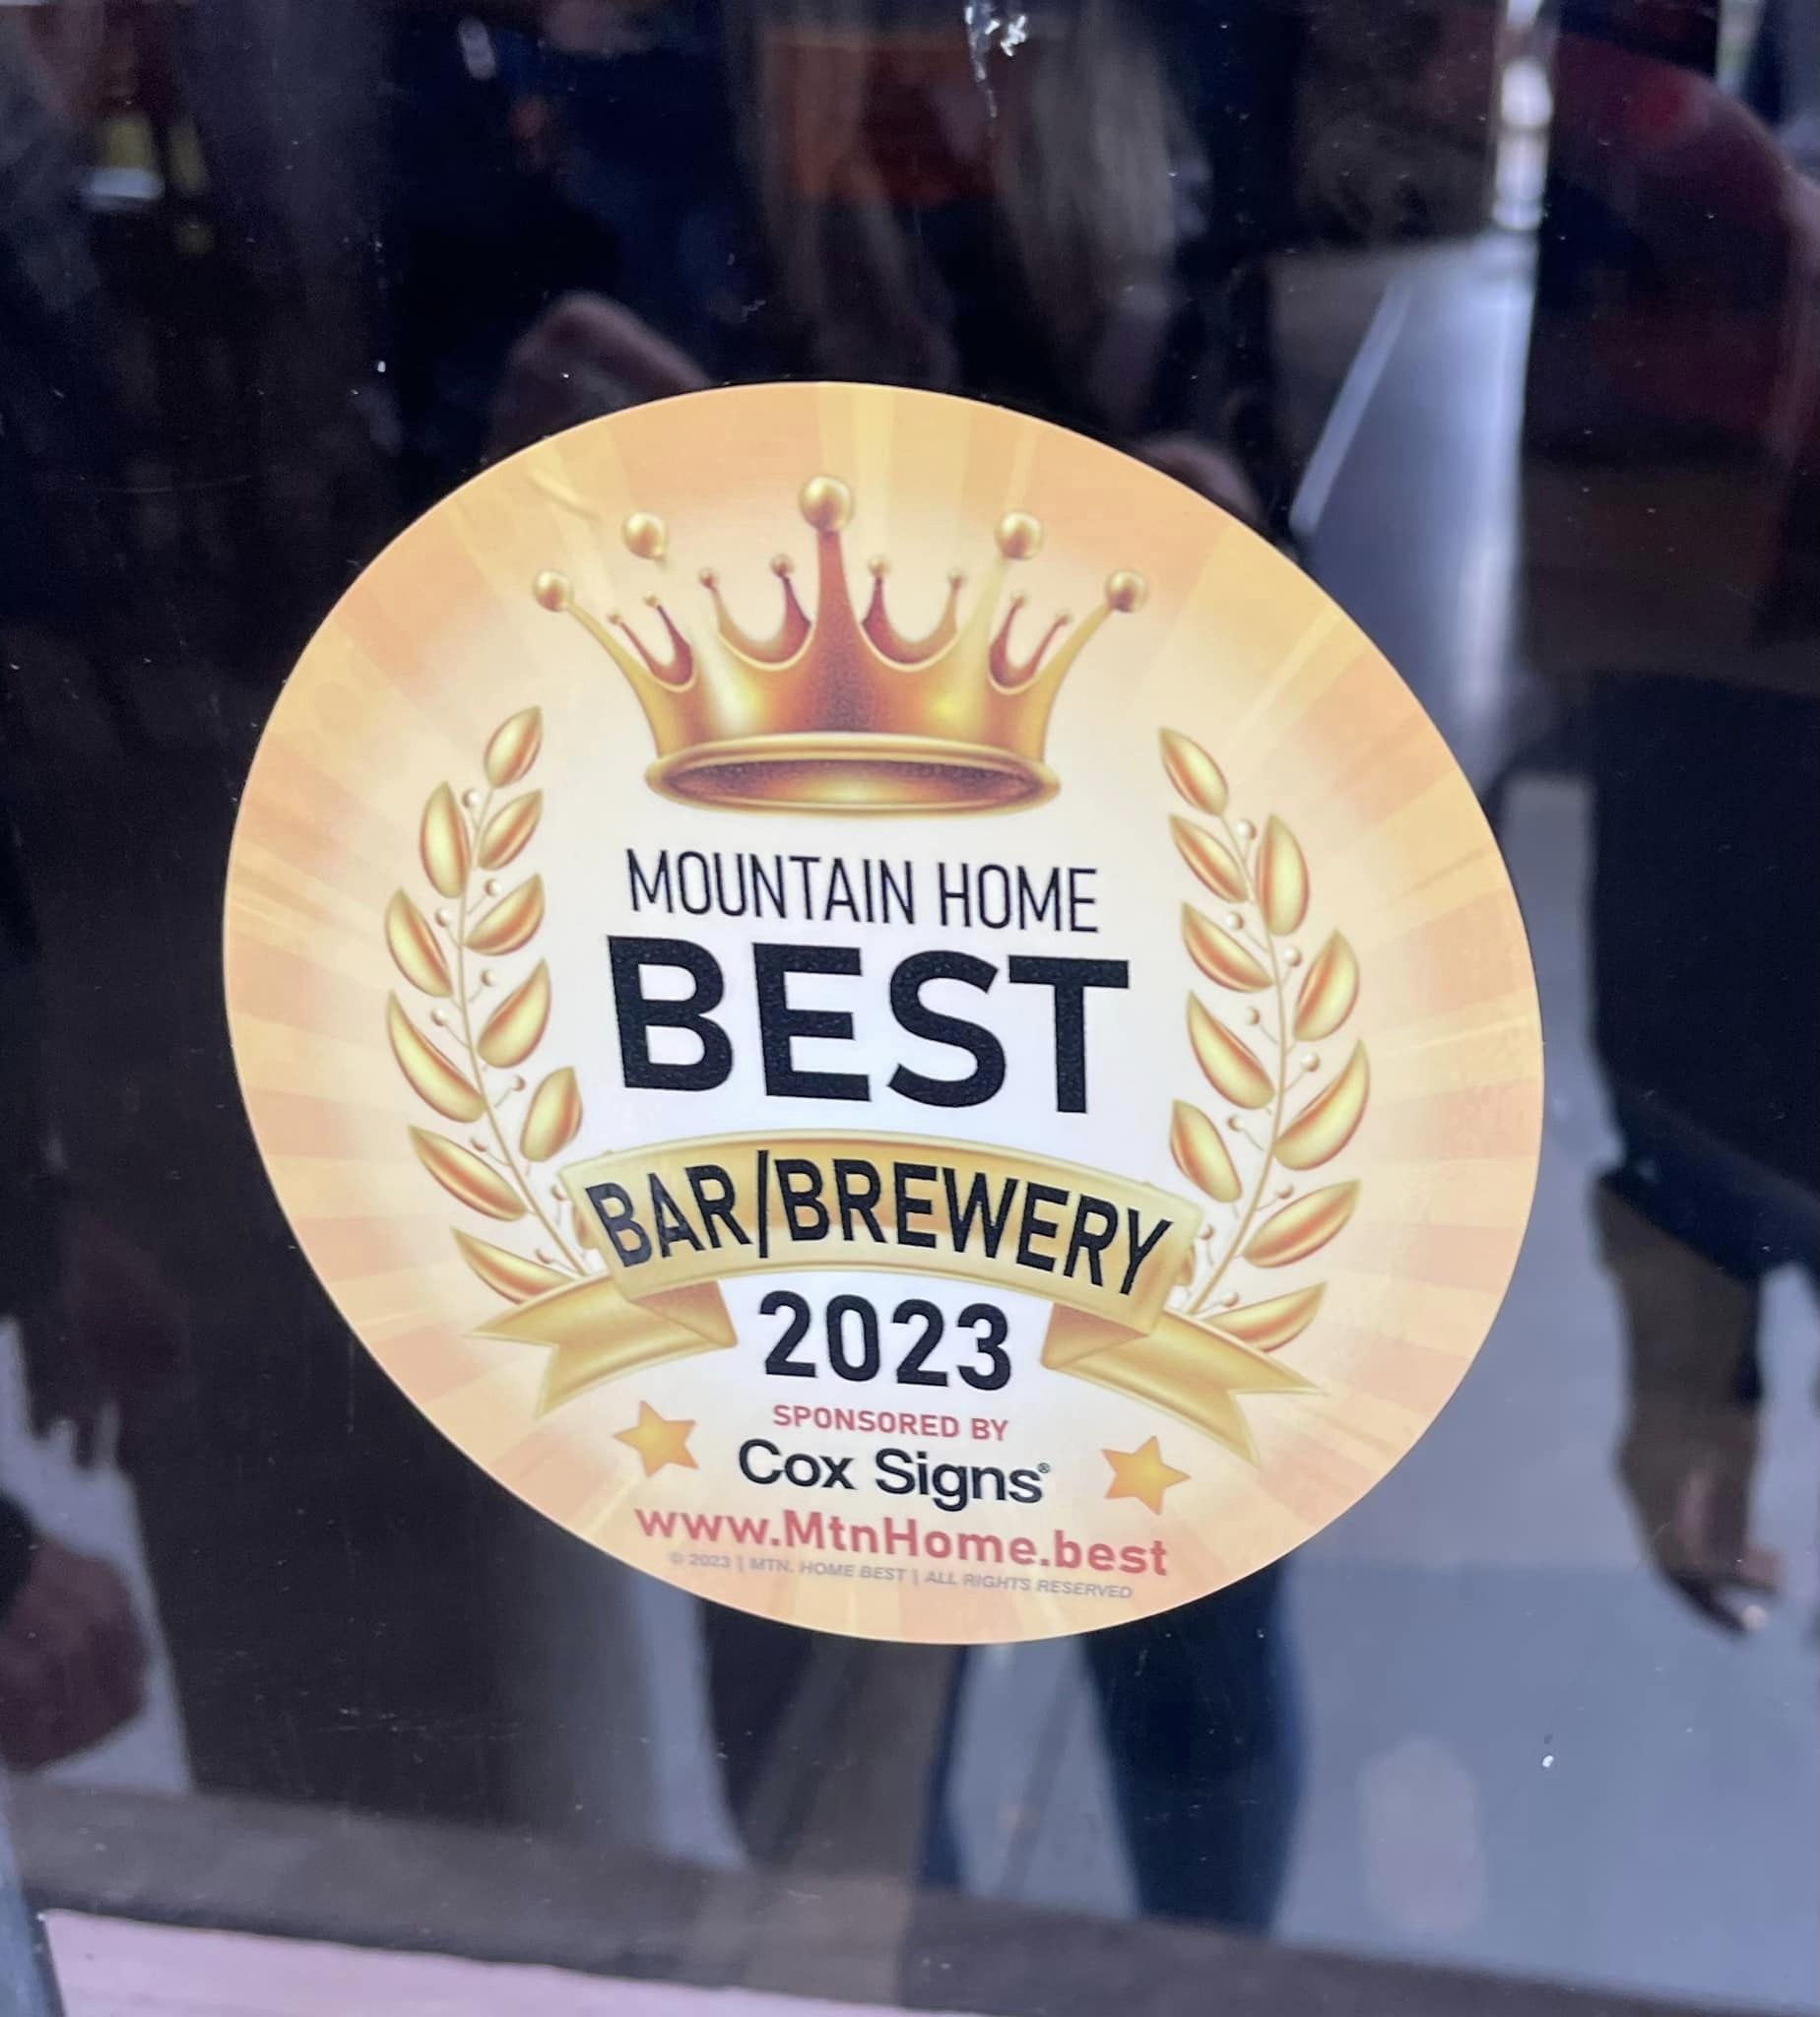 MOUNTAIN HOME
BEST
BAR/BREWERY
2023
SPONSORED BY
Cox Signs®
www.MtnHome.best
© 2023 | MTN. HOME BEST | ALL RIGHTS RESERVED